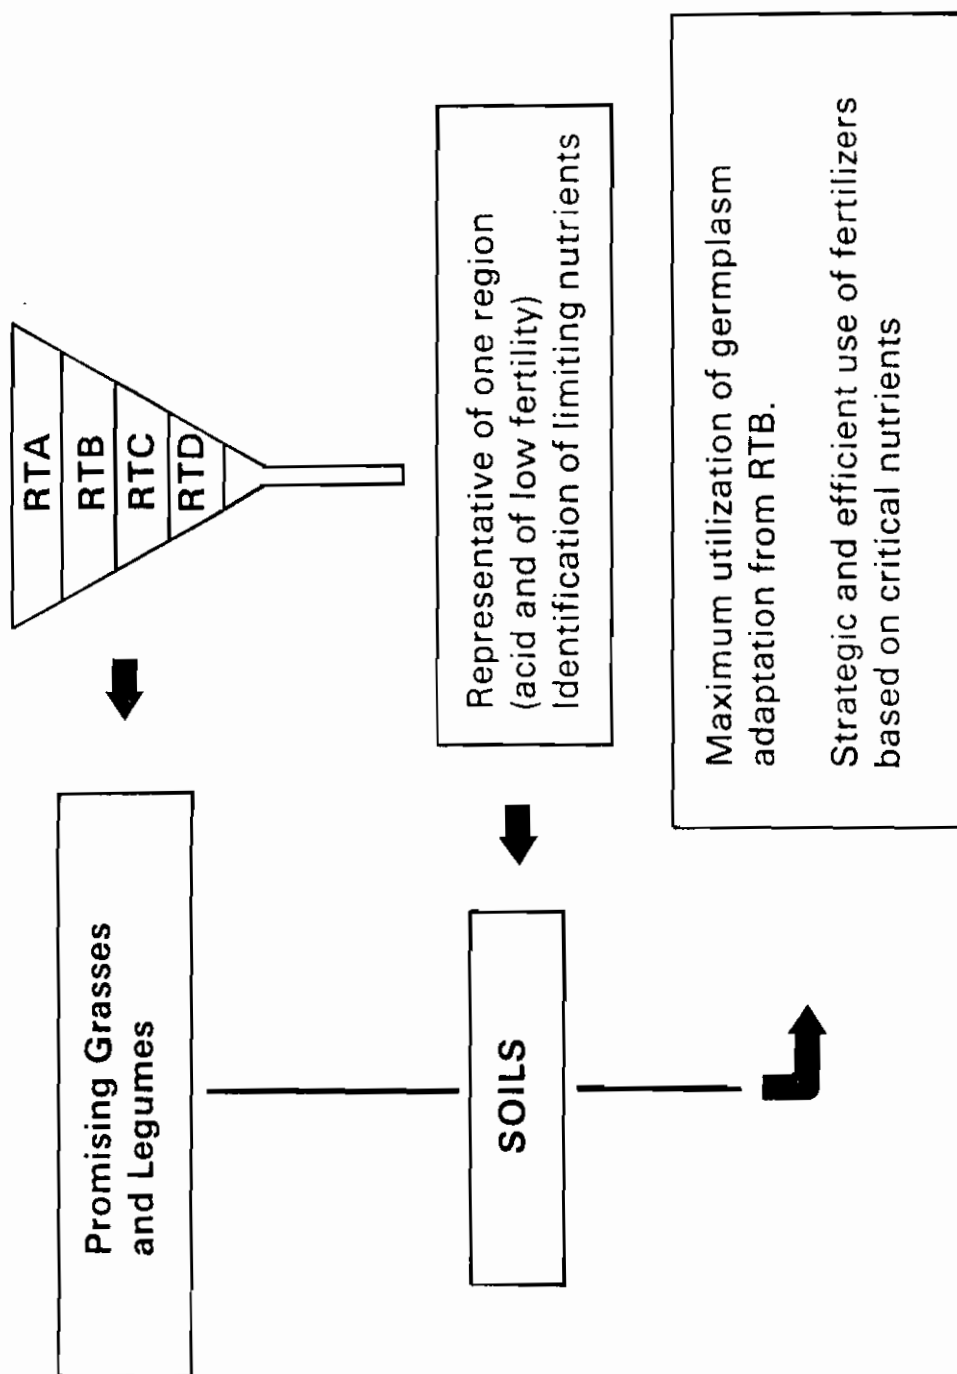 Promising Grasses
and Legumes
RTA
RTB
RTC
RTD
SOILS
Representative of one region
(acid and of low fertility)
Identification of limiting nutrients
Maximum utilization of germplasm
adaptation from RTB.
Strategic and efficient use of fertilizers
based on critical nutrients